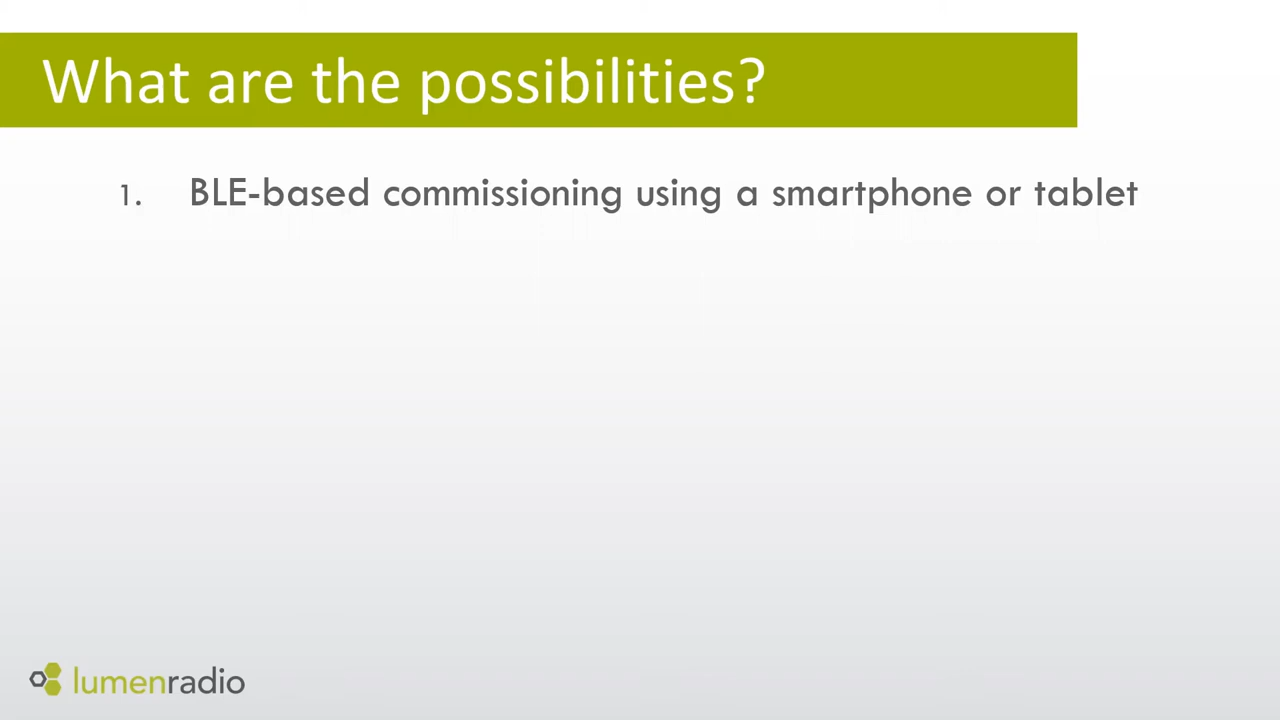 What are the possibilities?
1. BLE-based commissioning using a smartphone or tablet
lumenradio